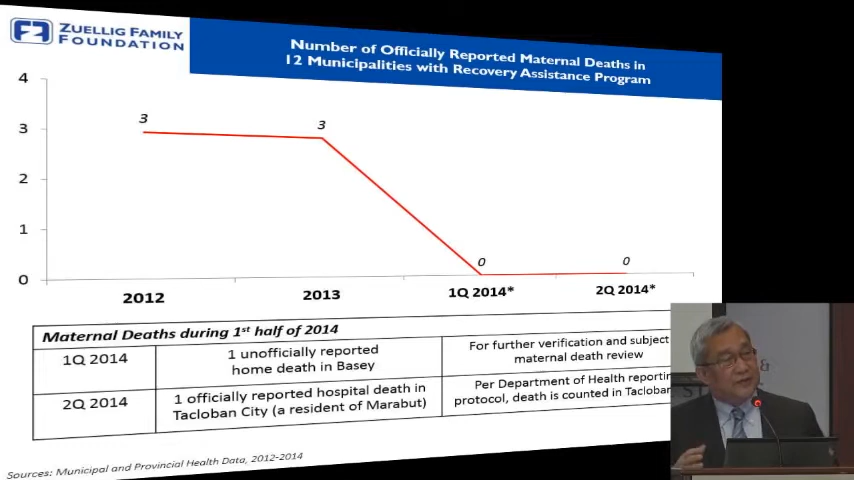 ZUELLIG FAMILY
FOUNDATION
Number of Officially Reported Maternal Deaths in
12 Municipalities with Recovery Assistance Program
4
3
2
1
0
3
3
0
0
2012
2013
1Q 2014*
2Q 2014*
Maternal Deaths during 1st half of 2014
1Q 2014
1 unofficially reported
home death in Basey
For further verification and subject
maternal death review
2Q 2014
1 officially reported hospital death in
Tacloban City (a resident of Marabut)
Per Department of Health reportin
protocol, death is counted in Tacloba
Sources: Municipal and Provincial Health Data, 2012-2014